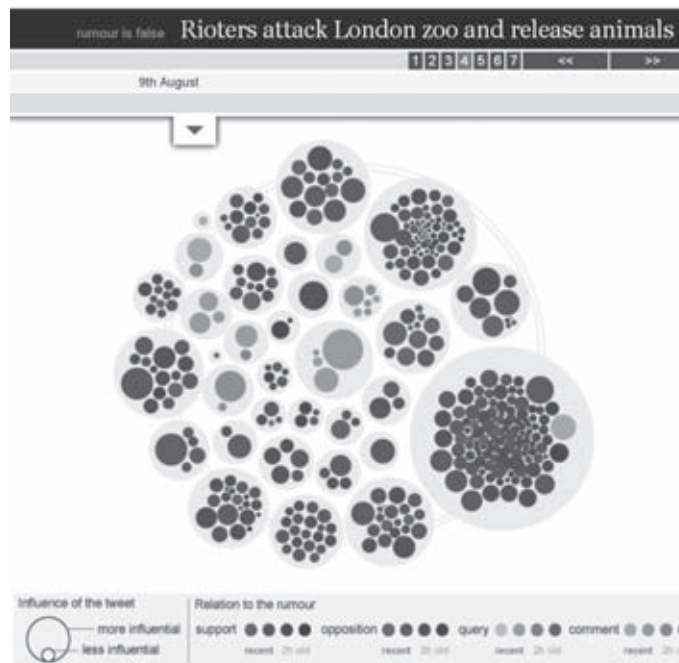 rumour is false Rioters attack London zoo and release animals
1 2 3 4 5 6 7 << >>
9th August
Influence of the tweet
more influential
less influential
Relation to the rumour
support opposition query comment
recent 2h old recent 2h old recent 2h old recent